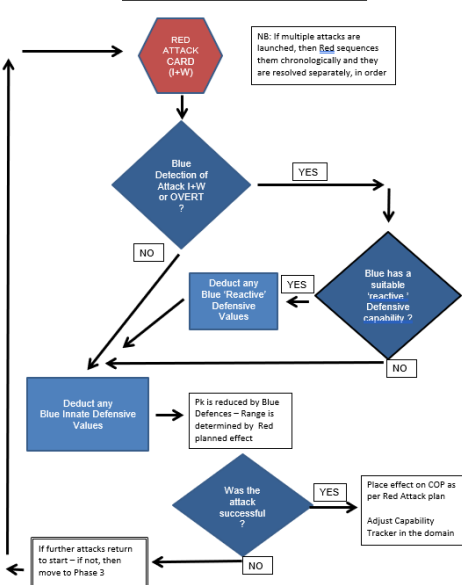 RED
ATTACK
CARD
(I+W)
NB: If multiple attacks are
launched, then Red sequences
them chronologically and they
are resolved separately, in order
Blue
Detection of
Attack I+W
or OVERT
?
YES
NO
Blue has a
suitable
'reactive '
Defensive
capability ?
YES
Deduct any
Blue 'Reactive'
Defensive
Values
NO
Deduct any
Blue Innate Defensive
Values
Pk is reduced by Blue
Defences – Range is
determined by Red
planned effect
Was the
attack
successful
?
YES
Place effect on COP as
per Red Attack plan
Adjust Capability
Tracker in the domain
NO
If further attacks return
to start – if not, then
move to Phase 3